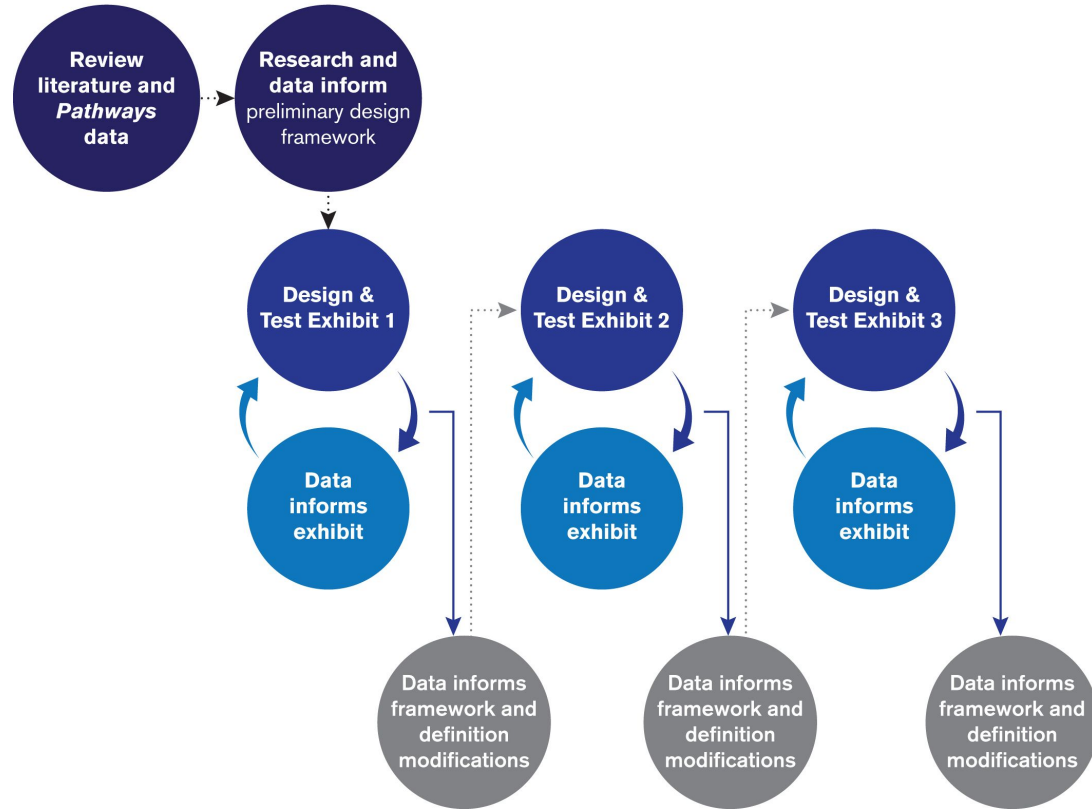 Review
literature and
Pathways
data
Research and
data inform
preliminary design
framework
Design &
Test Exhibit 1
Design &
Test Exhibit 2
Design &
Test Exhibit 3
Data
informs
exhibit
Data
informs
exhibit
Data
informs
exhibit
Data informs
framework and
definition
modifications
Data informs
framework and
definition
modifications
Data informs
framework and
definition
modifications